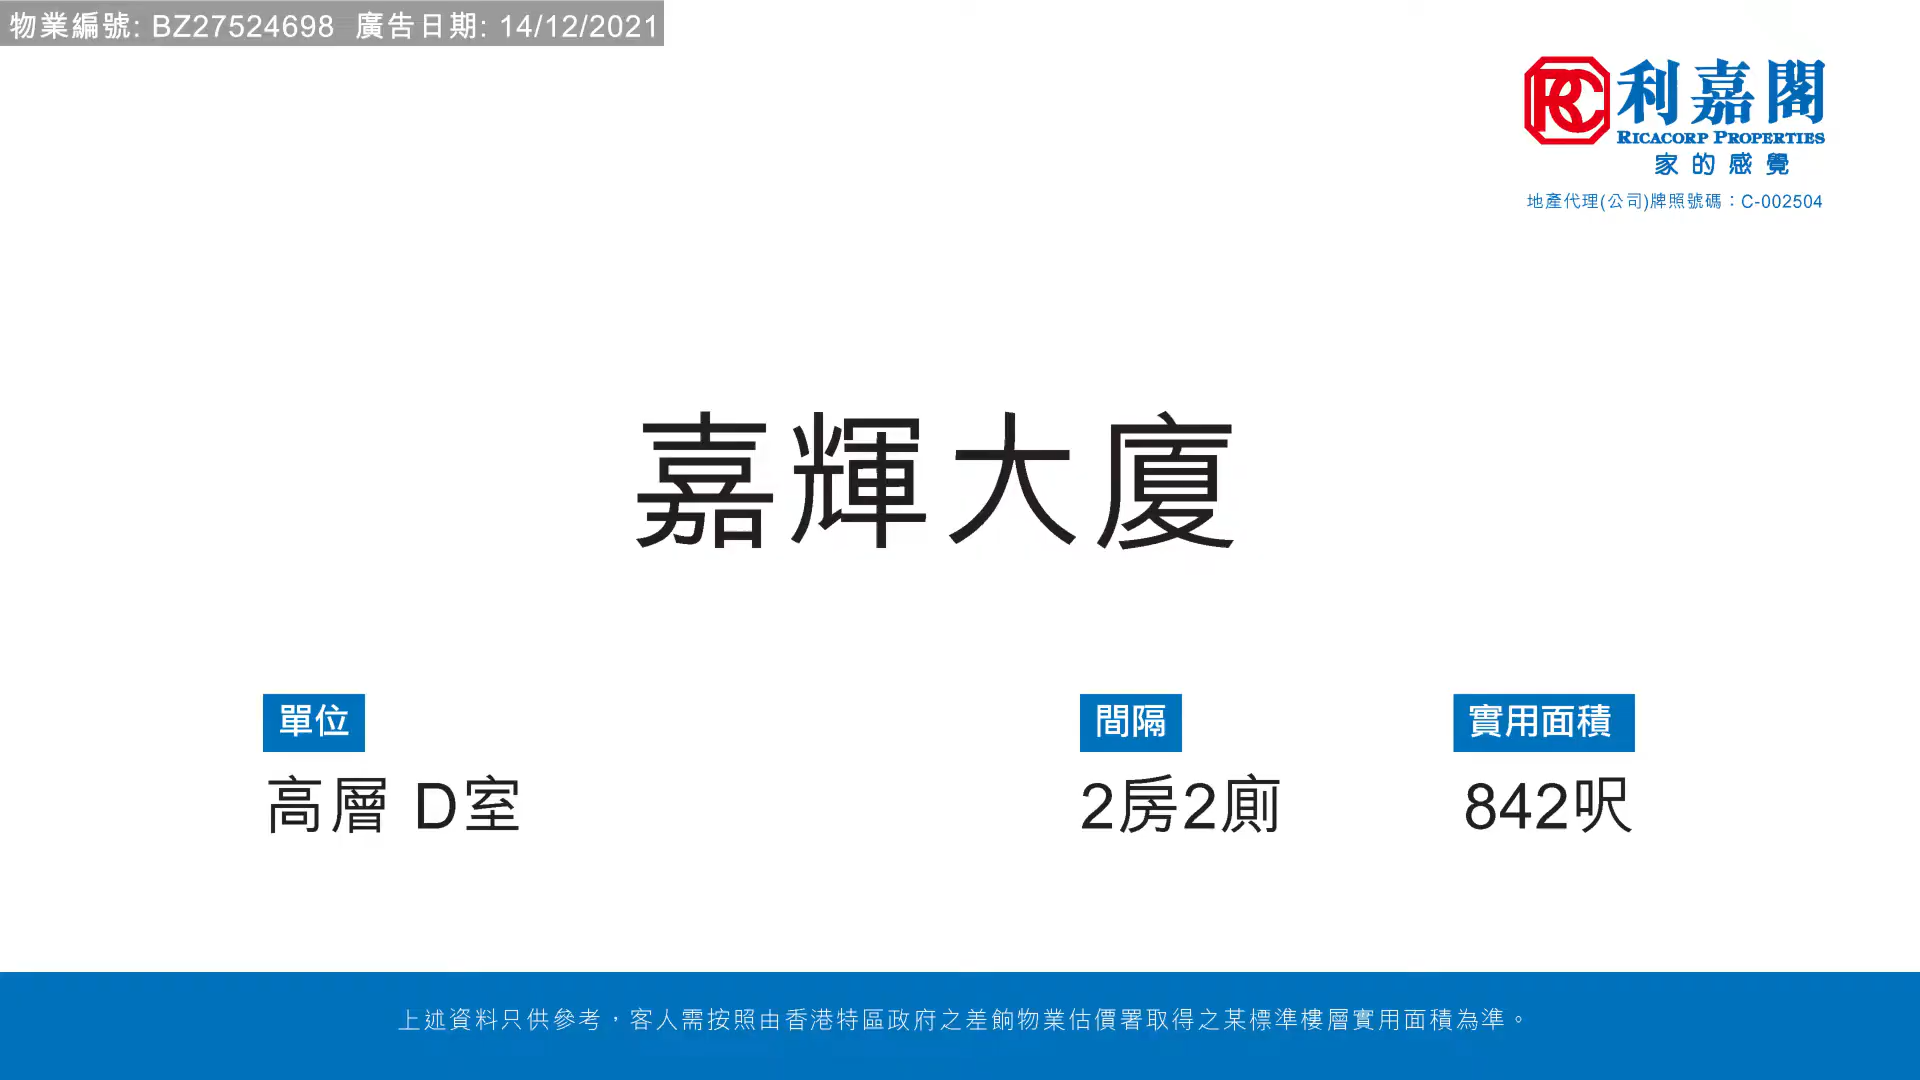 物業編號: BZ27524698 廣告日期: 14/12/2021
RC 利嘉閣
RICACORP PROPERTIES
家的感覺
地產代理(公司)牌照號碼：C-002504
嘉輝大廈
單位
高層 D室
間隔
2房2廁
實用面積
842呎
上述資料只供參考，客人需按照由香港特區政府之差餉物業估價署取得之某標準樓層實用面積為準。